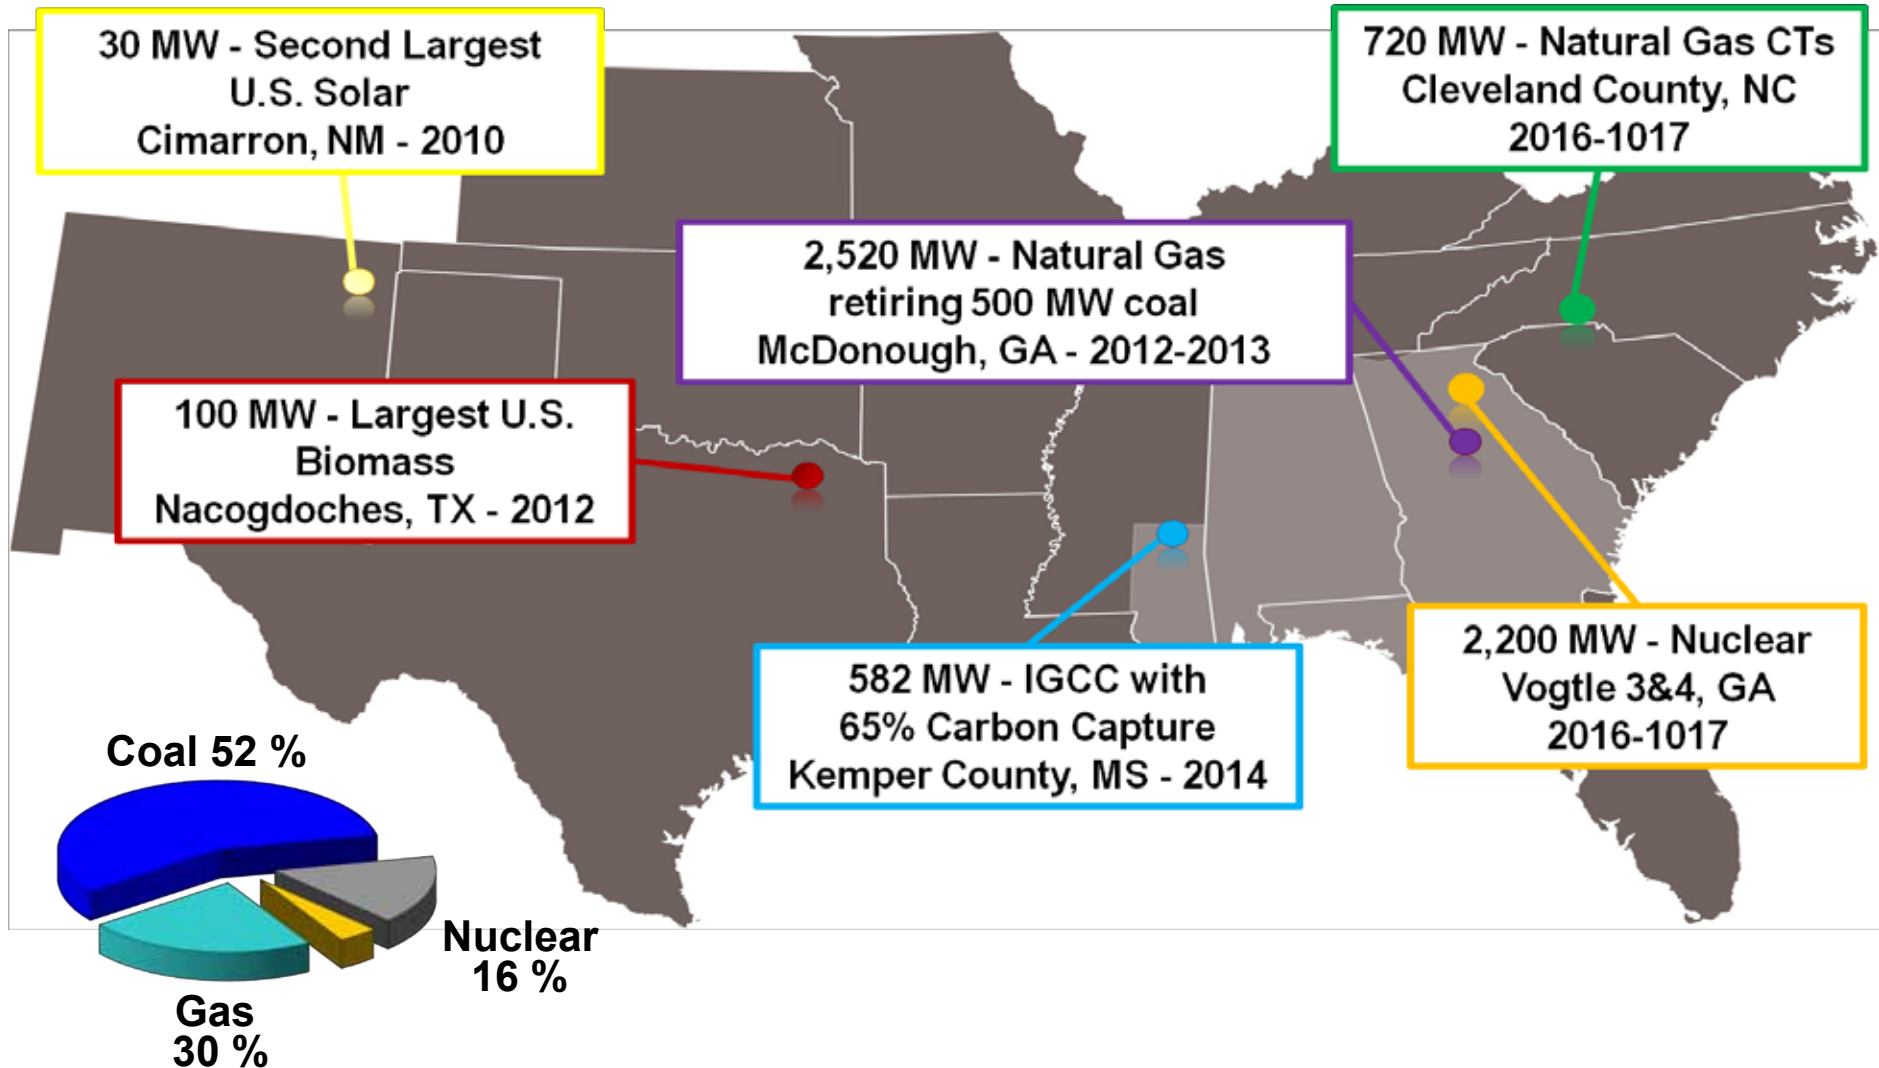 30 MW - Second Largest
U.S. Solar
Cimarron, NM - 2010
720 MW - Natural Gas CTs
Cleveland County, NC
2016-1017
2,520 MW - Natural Gas
retiring 500 MW coal
McDonough, GA - 2012-2013
100 MW - Largest U.S.
Biomass
Nacogdoches, TX - 2012
582 MW - IGCC with
65% Carbon Capture
Kemper County, MS - 2014
2,200 MW - Nuclear
Vogtle 3&4, GA
2016-1017
Coal 52 %
Nuclear
16 %
Gas
30 %